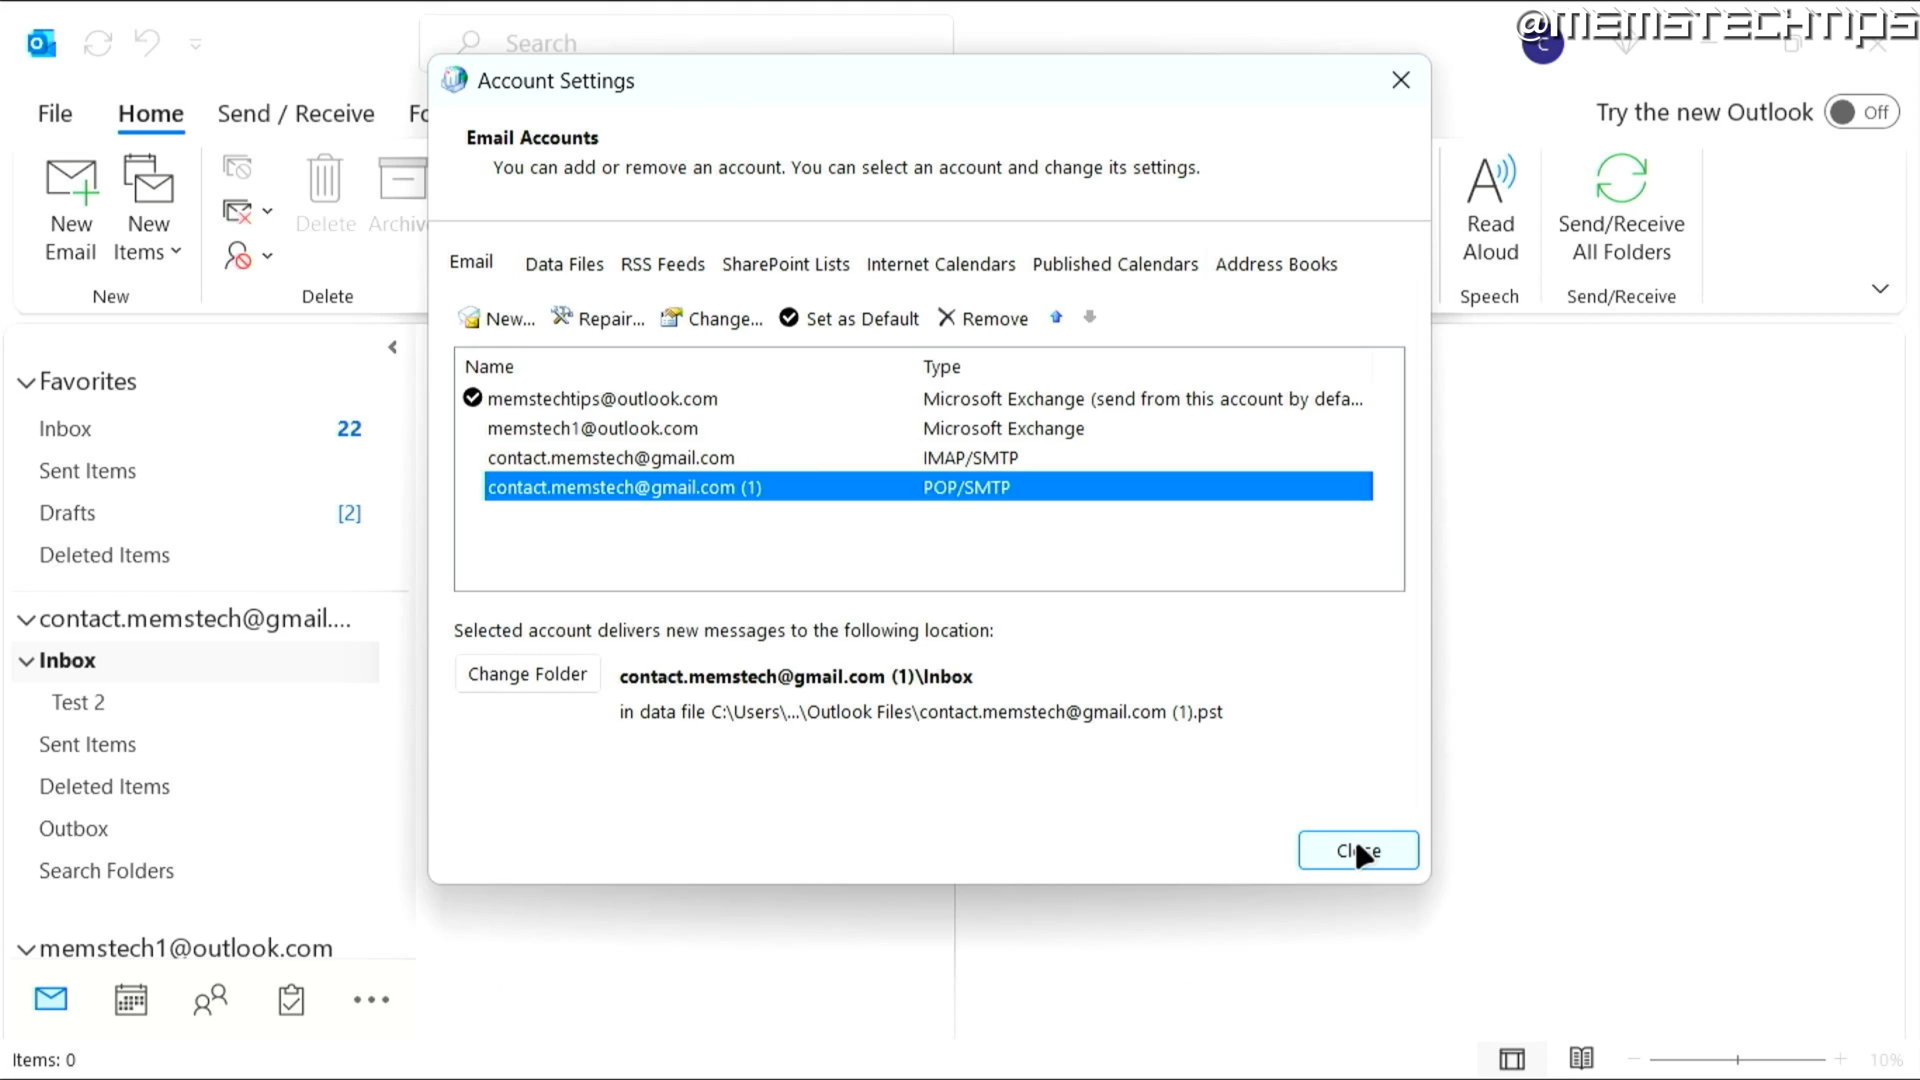 @MEMSTECHTIPS
Search
Account Settings
File
Home
Send / Receive
Try the new Outlook
Off
Email Accounts
You can add or remove an account. You can select an account and change its settings.
New
Email
New
Items
Delete
New
Delete
Read
Aloud
Speech
Send/Receive
All Folders
Send/Receive
Email
Data Files
RSS Feeds
SharePoint Lists
Internet Calendars
Published Calendars
Address Books
New...
Repair...
Change...
Set as Default
Remove
Name
Type
memstechtips@outlook.com
Microsoft Exchange (send from this account by defa...
memstech1@outlook.com
Microsoft Exchange
contact.memstech@gmail.com
IMAP/SMTP
contact.memstech@gmail.com (1)
POP/SMTP
Selected account delivers new messages to the following location:
Change Folder
contact.memstech@gmail.com (1)\Inbox
in data file C:\Users\...\Outlook Files\contact.memstech@gmail.com (1).pst
Favorites
Inbox
22
Sent Items
Drafts
[2]
Deleted Items
contact.memstech@gmail....
Inbox
Test 2
Sent Items
Deleted Items
Outbox
Search Folders
memstech1@outlook.com
Items: 0
10%